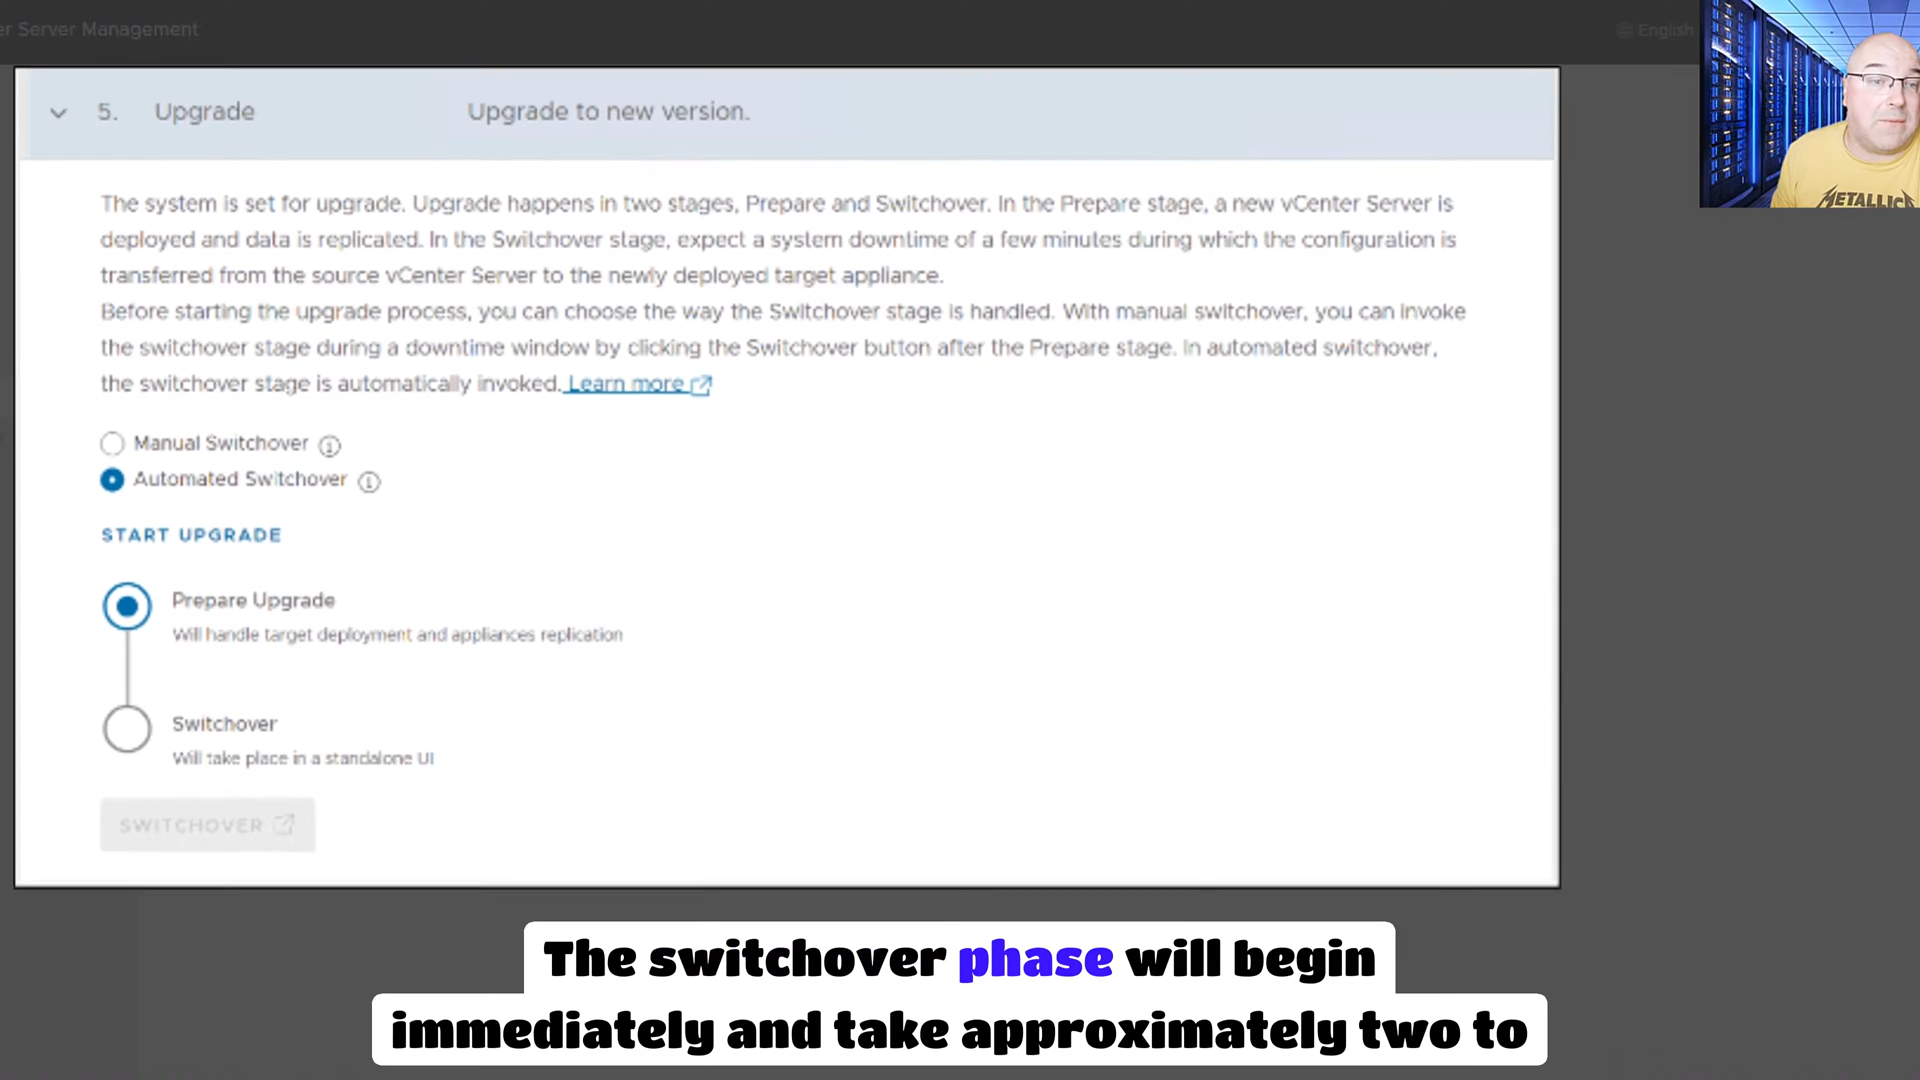 er Server Management
English
5. Upgrade Upgrade to new version.
The system is set for upgrade. Upgrade happens in two stages, Prepare and Switchover. In the Prepare stage, a new vCenter Server is
deployed and data is replicated. In the Switchover stage, expect a system downtime of a few minutes during which the configuration is
transferred from the source vCenter Server to the newly deployed target appliance.
Before starting the upgrade process, you can choose the way the Switchover stage is handled. With manual switchover, you can invoke
the switchover stage during a downtime window by clicking the Switchover button after the Prepare stage. In automated switchover,
the switchover stage is automatically invoked. Learn more
Manual Switchover
Automated Switchover
START UPGRADE
Prepare Upgrade
Will handle target deployment and appliances replication
Switchover
Will take place in a standalone UI
SWITCHOVER
METALLIC
The switchover phase will begin
immediately and take approximately two to